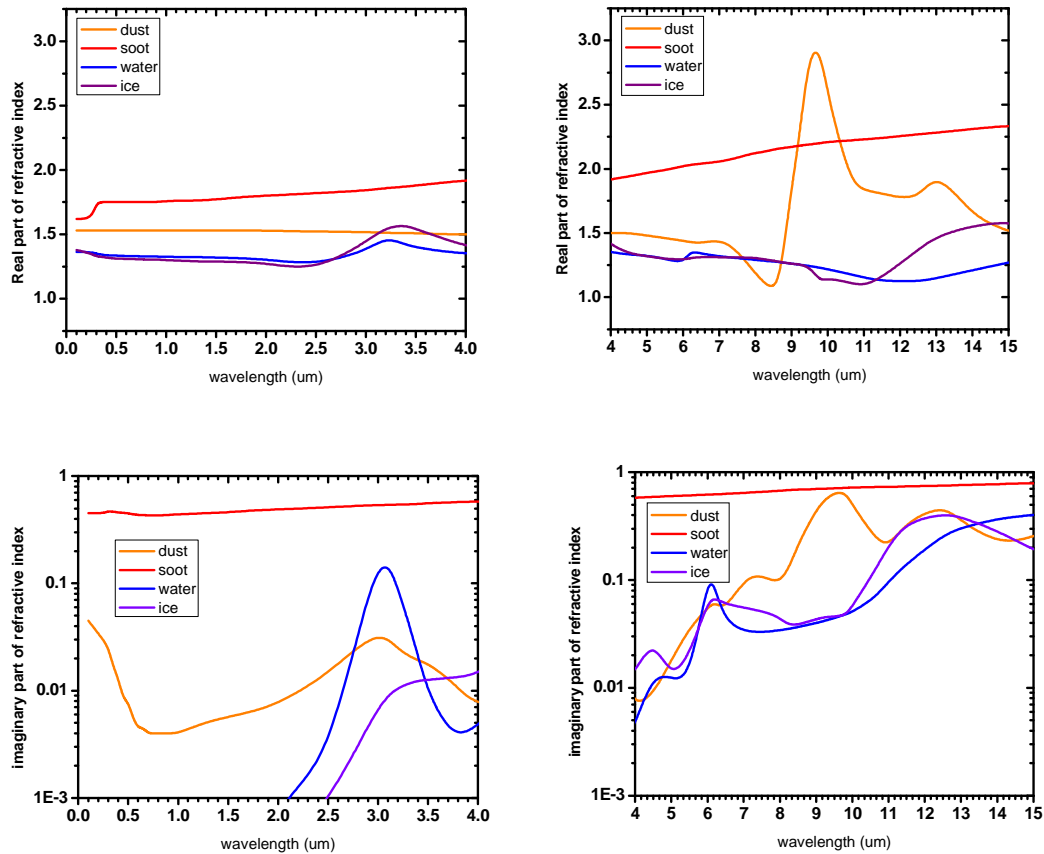 dust
soot
water
ice
3.0
2.5
2.0
1.5
1.0
Real part of refractive index
0.0 0.5 1.0 1.5 2.0 2.5 3.0 3.5 4.0
wavelength (um)
dust
soot
water
ice
3.0
2.5
2.0
1.5
1.0
Real part of refractive index
4 5 6 7 8 9 10 11 12 13 14 15
wavelength (um)
dust
soot
water
ice
1
0.1
0.01
1E-3
imaginary part of refractive index
0.0 0.5 1.0 1.5 2.0 2.5 3.0 3.5 4.0
wavelength (um)
dust
soot
water
ice
1
0.1
0.01
1E-3
imaginary part of refractive index
4 5 6 7 8 9 10 11 12 13 14 15
wavelength (um)